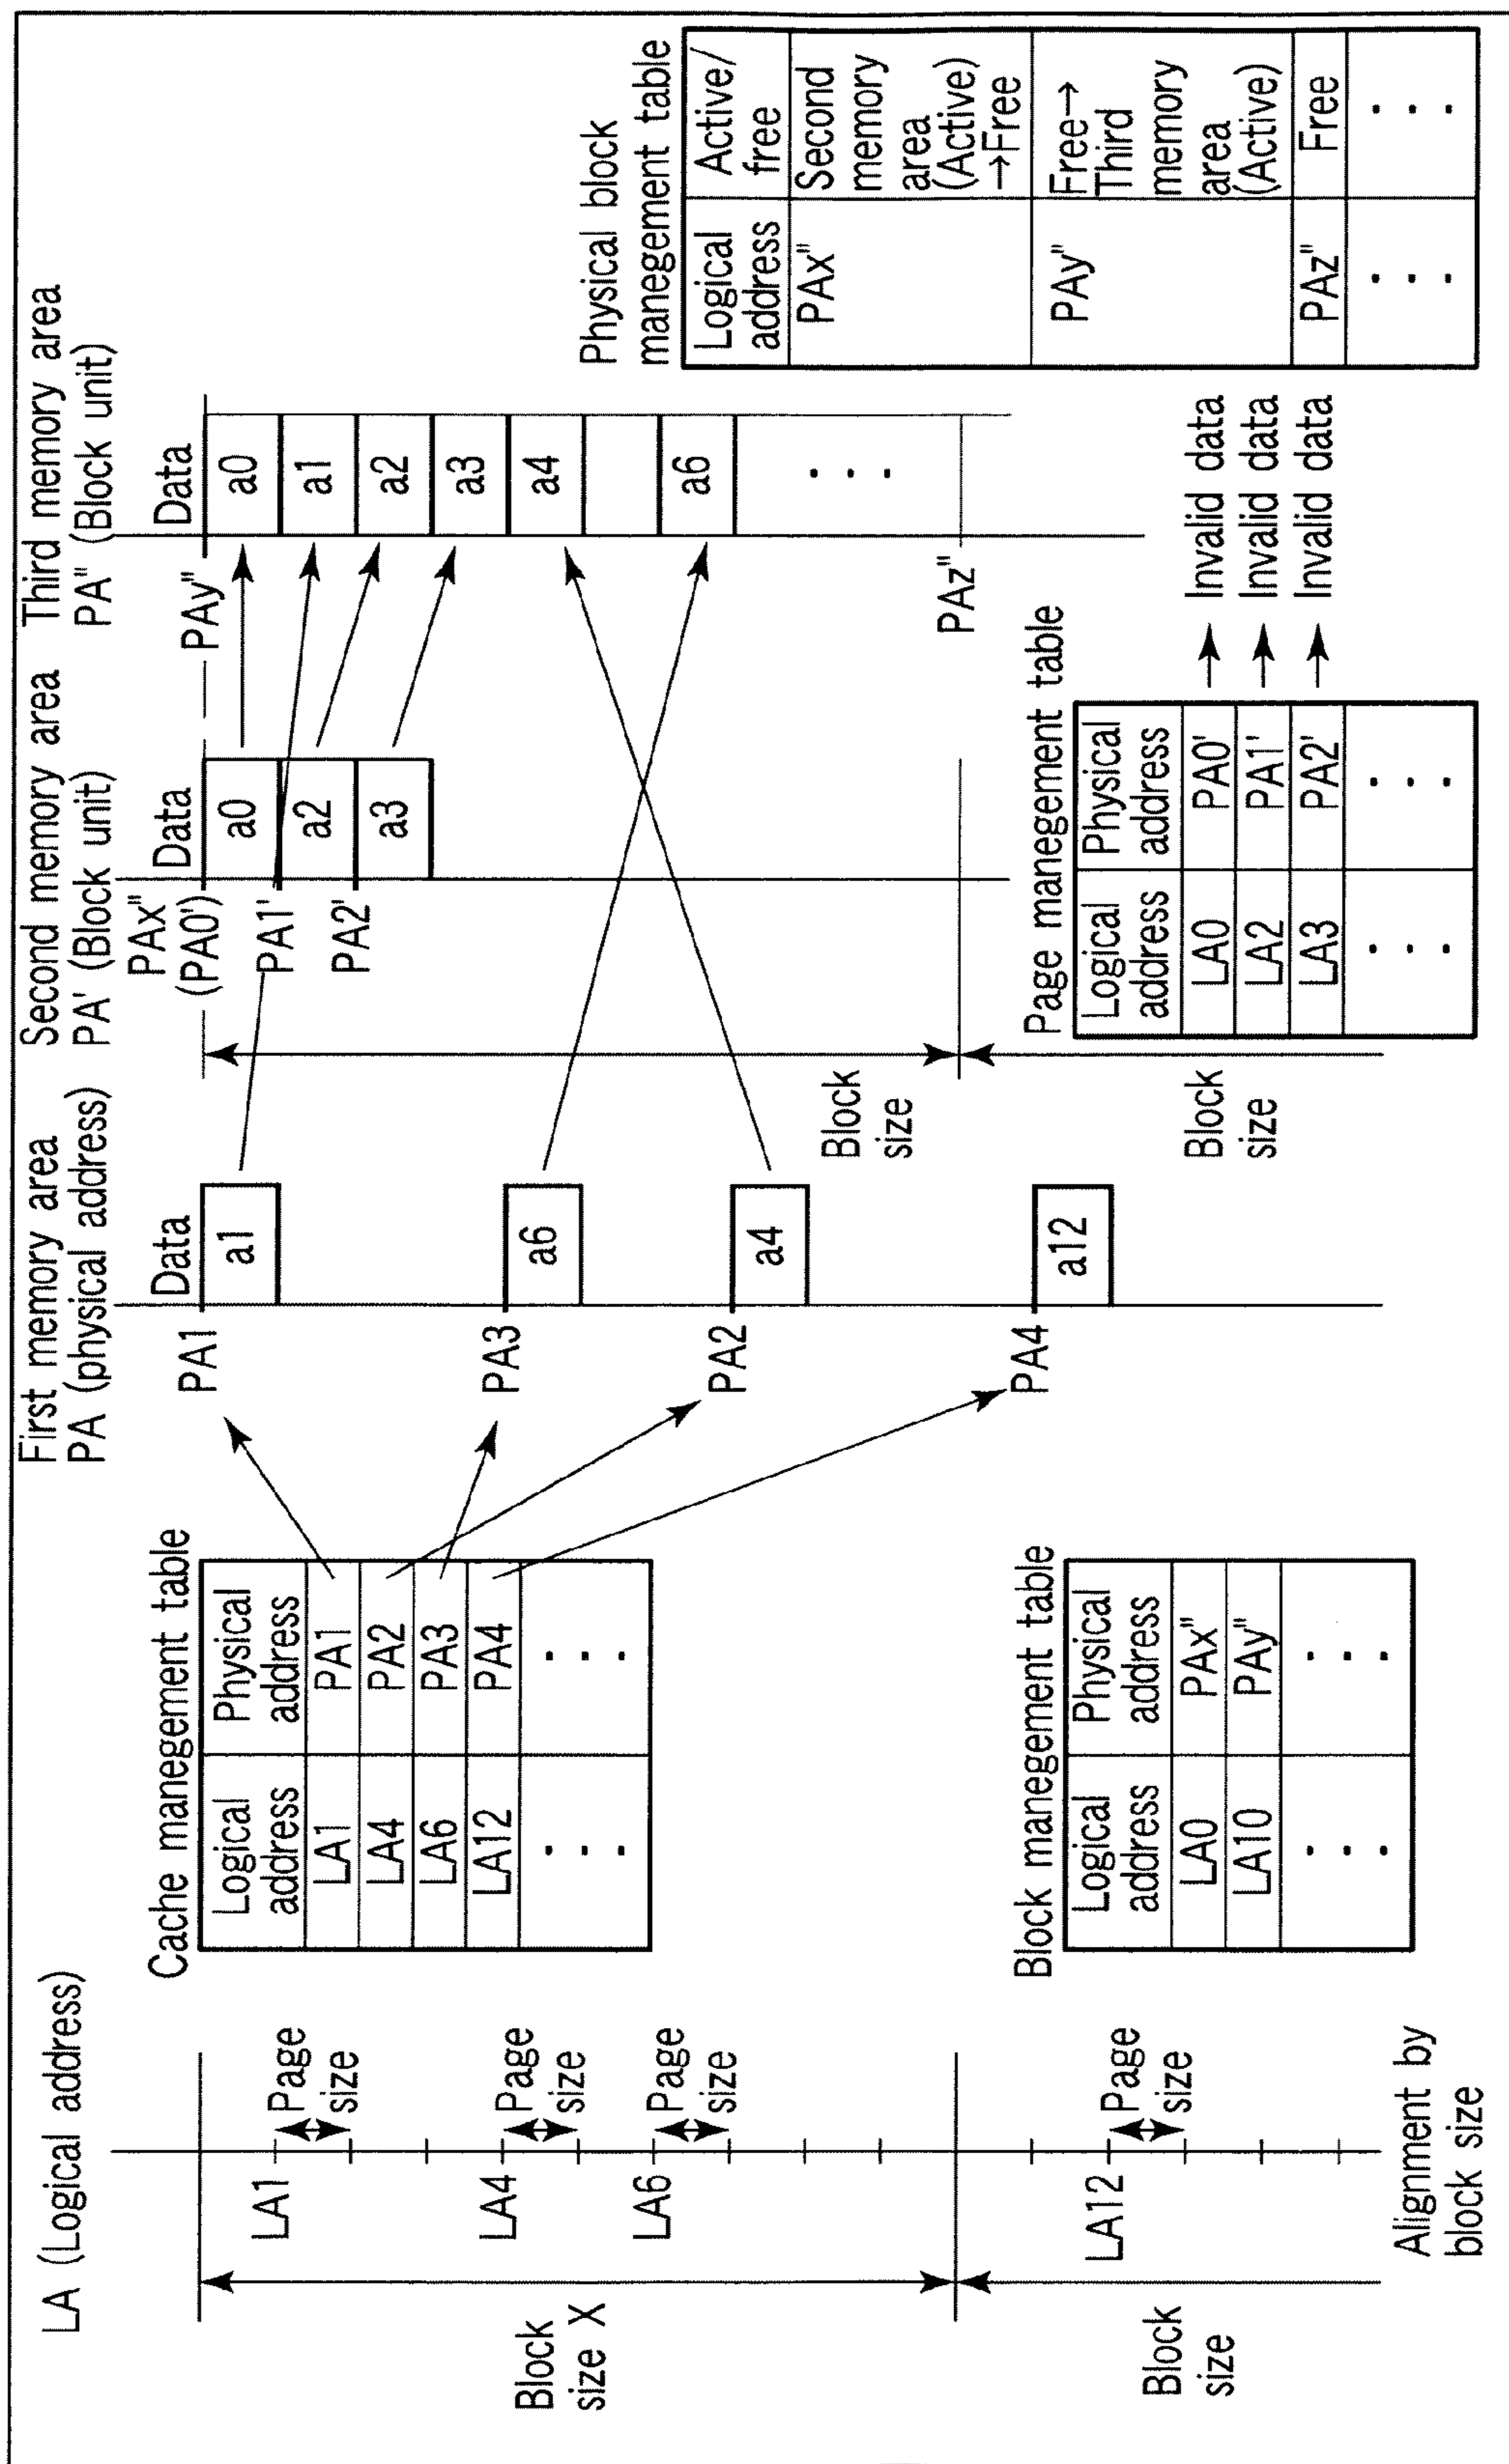 LA (Logical address)
LA1
Page
size
LA4
Page
size
LA6
Page
size
Block
size X
LA12
Page
size
Block
size
Alignment by
block size
Cache manegement table
Logical
address
Physical
address
LA1 PA1
LA4 PA2
LA6 PA3
LA12 PA4
. . . . . .
Block manegement table
Logical
address
Physical
address
LA0 PAx"
LA10 PAy"
. . . . . .
First memory area
PA (physical address)
Data
PA1 a1
PA3 a6
PA2 a4
PA4 a12
Second memory area
PA' (Block unit)
Data
PAx"
(PA0') a0
PA1' a2
PA2' a3
Block
size
Block
size
Page manegement table
Logical
address
Physical
address
LA0 PA0' → Invalid data
LA2 PA1' → Invalid data
LA3 PA2' → Invalid data
. . . . . .
Third memory area
PA" (Block unit)
Data
PAy" a0
a1
a2
a3
a4
a6
. . .
PAz"
Physical block
manegement table
Logical
address
Active/
free
PAx" Second
memory
area
(Active)
→Free
PAy" Free→
Third
memory
area
(Active)
PAz" Free
. . . . . .